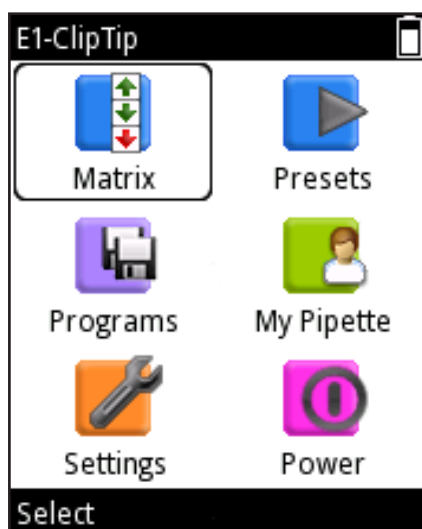 E1-ClipTip
Matrix
Presets
Programs
My Pipette
Settings
Power
Select